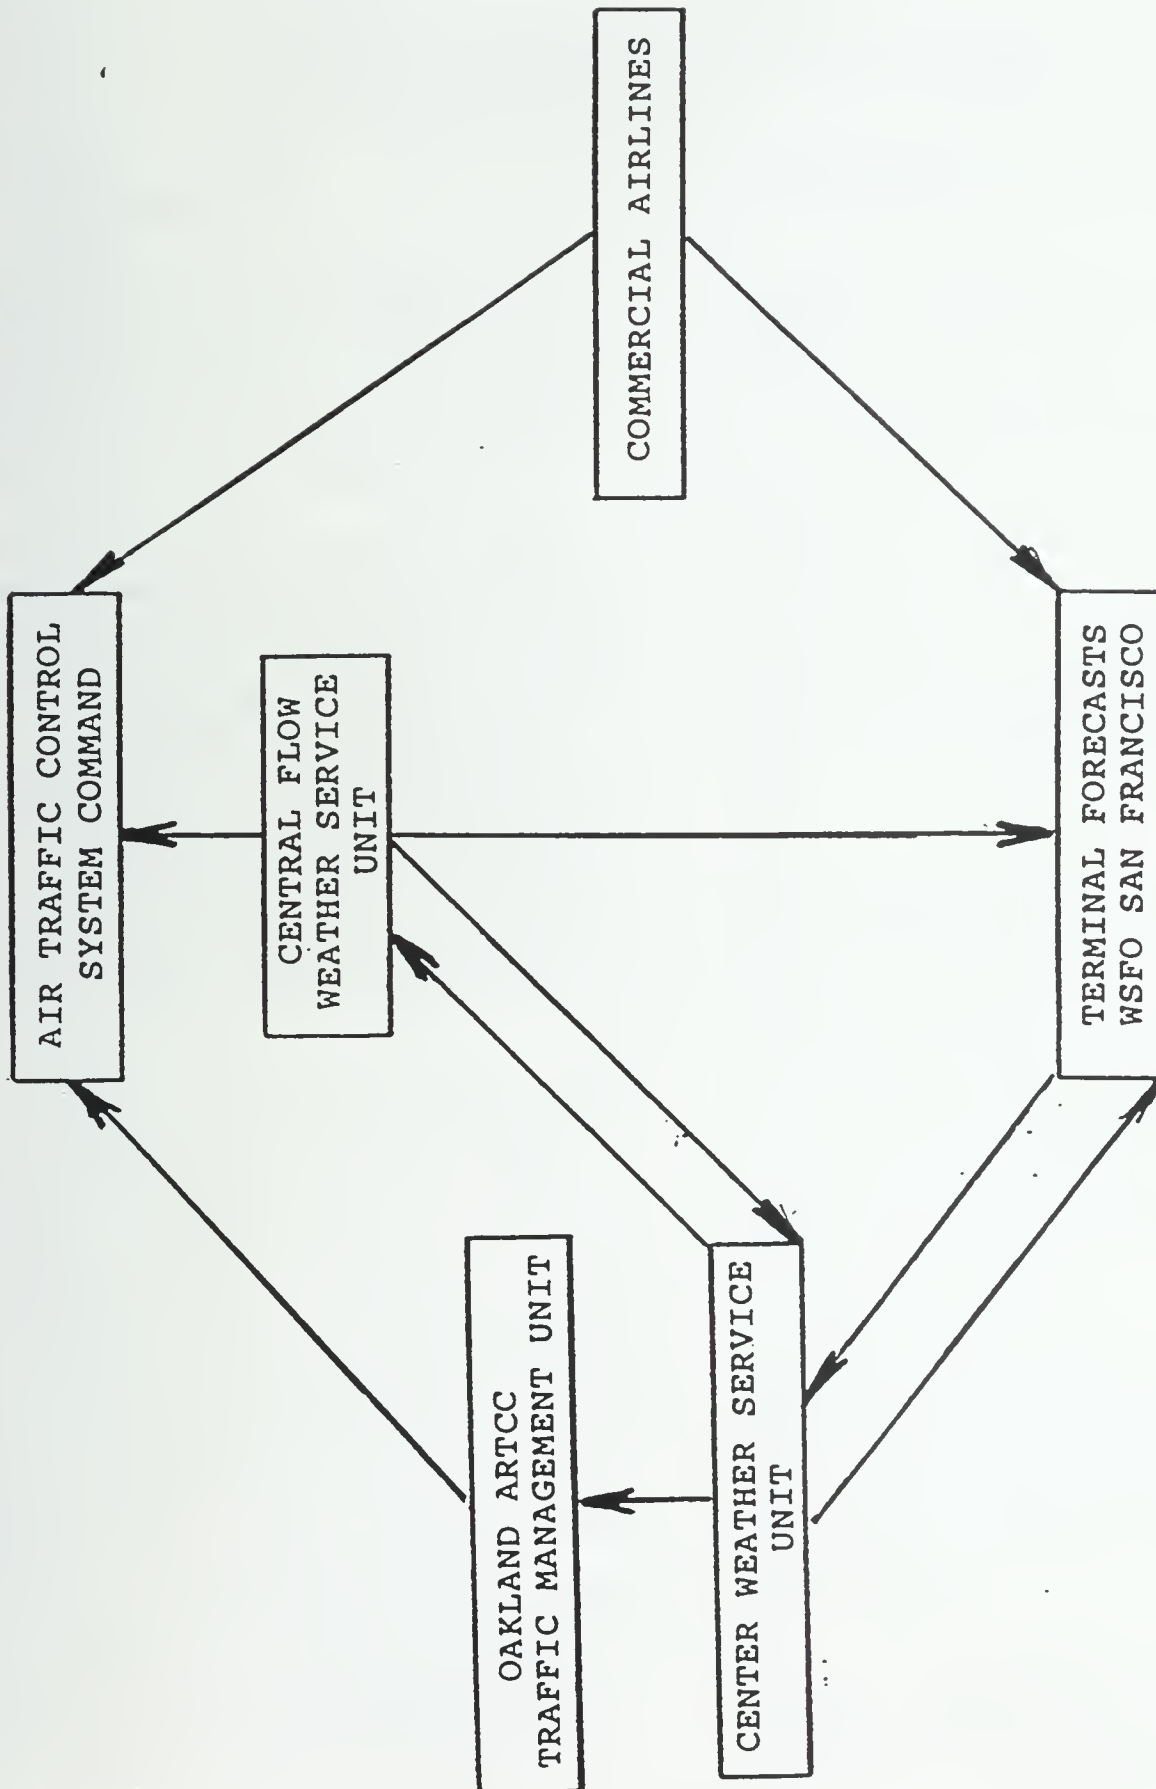 AIR TRAFFIC CONTROL
SYSTEM COMMAND
CENTRAL FLOW
WEATHER SERVICE
UNIT
OAKLAND ARTCC
TRAFFIC MANAGEMENT UNIT
COMMERCIAL AIRLINES
CENTER WEATHER SERVICE
UNIT
TERMINAL FORECASTS
WSFO SAN FRANCISCO